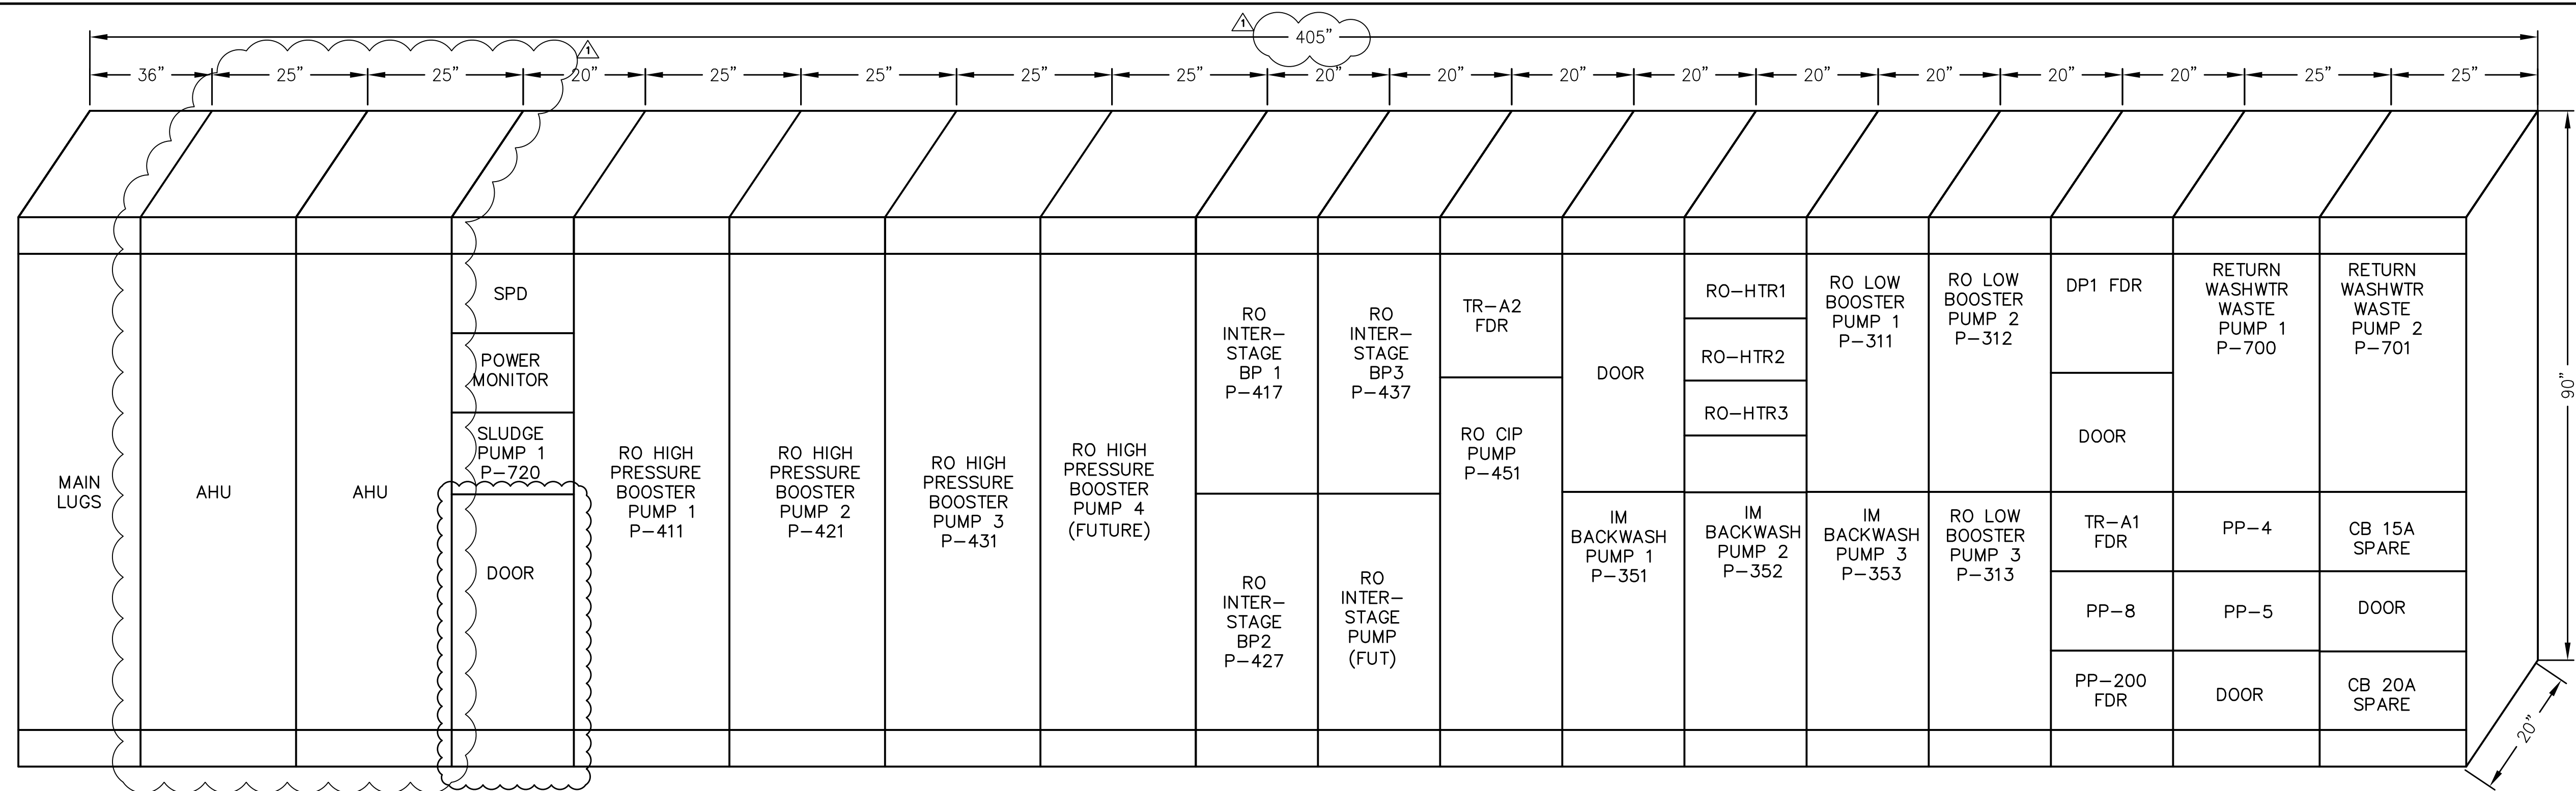 1
405"
1
36" 25" 25" 20" 25" 25" 25" 25" 20" 20" 20" 20" 20" 20" 20" 20" 25" 25"
90"
20"
MAIN
LUGS
AHU
AHU
SPD
POWER
MONITOR
SLUDGE
PUMP 1
P-720
DOOR
RO HIGH
PRESSURE
BOOSTER
PUMP 1
P-411
RO HIGH
PRESSURE
BOOSTER
PUMP 2
P-421
RO HIGH
PRESSURE
BOOSTER
PUMP 3
P-431
RO HIGH
PRESSURE
BOOSTER
PUMP 4
(FUTURE)
RO
INTER-
STAGE
BP 1
P-417
RO
INTER-
STAGE
BP2
P-427
RO
INTER-
STAGE
BP3
P-437
RO
INTER-
STAGE
PUMP
(FUT)
TR-A2
FDR
RO CIP
PUMP
P-451
DOOR
IM
BACKWASH
PUMP 1
P-351
RO-HTR1
RO-HTR2
RO-HTR3
IM
BACKWASH
PUMP 2
P-352
RO LOW
BOOSTER
PUMP 1
P-311
IM
BACKWASH
PUMP 3
P-353
RO LOW
BOOSTER
PUMP 2
P-312
RO LOW
BOOSTER
PUMP 3
P-313
DP1 FDR
DOOR
TR-A1
FDR
PP-8
PP-200
FDR
RETURN
WASHWTR
WASTE
PUMP 1
P-700
PP-4
PP-5
DOOR
RETURN
WASHWTR
WASTE
PUMP 2
P-701
CB 15A
SPARE
DOOR
CB 20A
SPARE